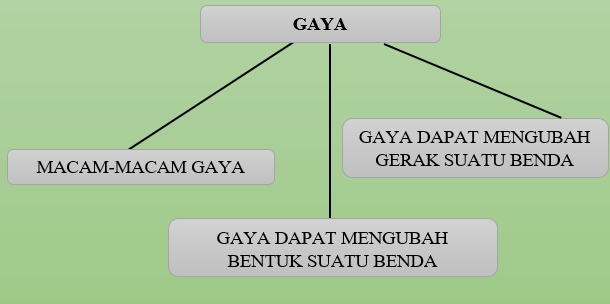 GAYA
MACAM-MACAM GAYA
GAYA DAPAT MENGUBAH
GERAK SUATU BENDA
GAYA DAPAT MENGUBAH
BENTUK SUATU BENDA